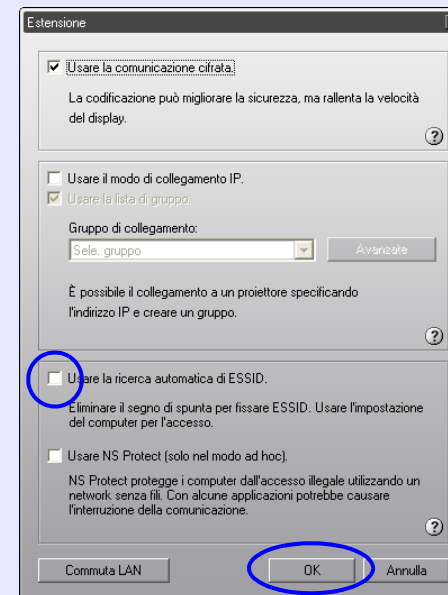 Estensione
Usare la comunicazione cifrata.
La codificazione può migliorare la sicurezza, ma rallenta la velocità
del display.
?
Usare il modo di collegamento IP.
Usare la lista di gruppo.
Gruppo di collegamento:
Sele. gruppo
Avanzate
È possibile il collegamento a un proiettore specificando
l'indirizzo IP e creare un gruppo.
?
Usare la ricerca automatica di ESSID.
Eliminare il segno di spunta per fissare ESSID. Usare l'impostazione
del computer per l'accesso.
Usare NS Protect (solo nel modo ad hoc).
NS Protect protegge i computer dall'accesso illegale utilizzando un
network senza fili. Con alcune applicazioni potrebbe causare
l'interruzione della comunicazione.
?
Commuta LAN
OK
Annulla